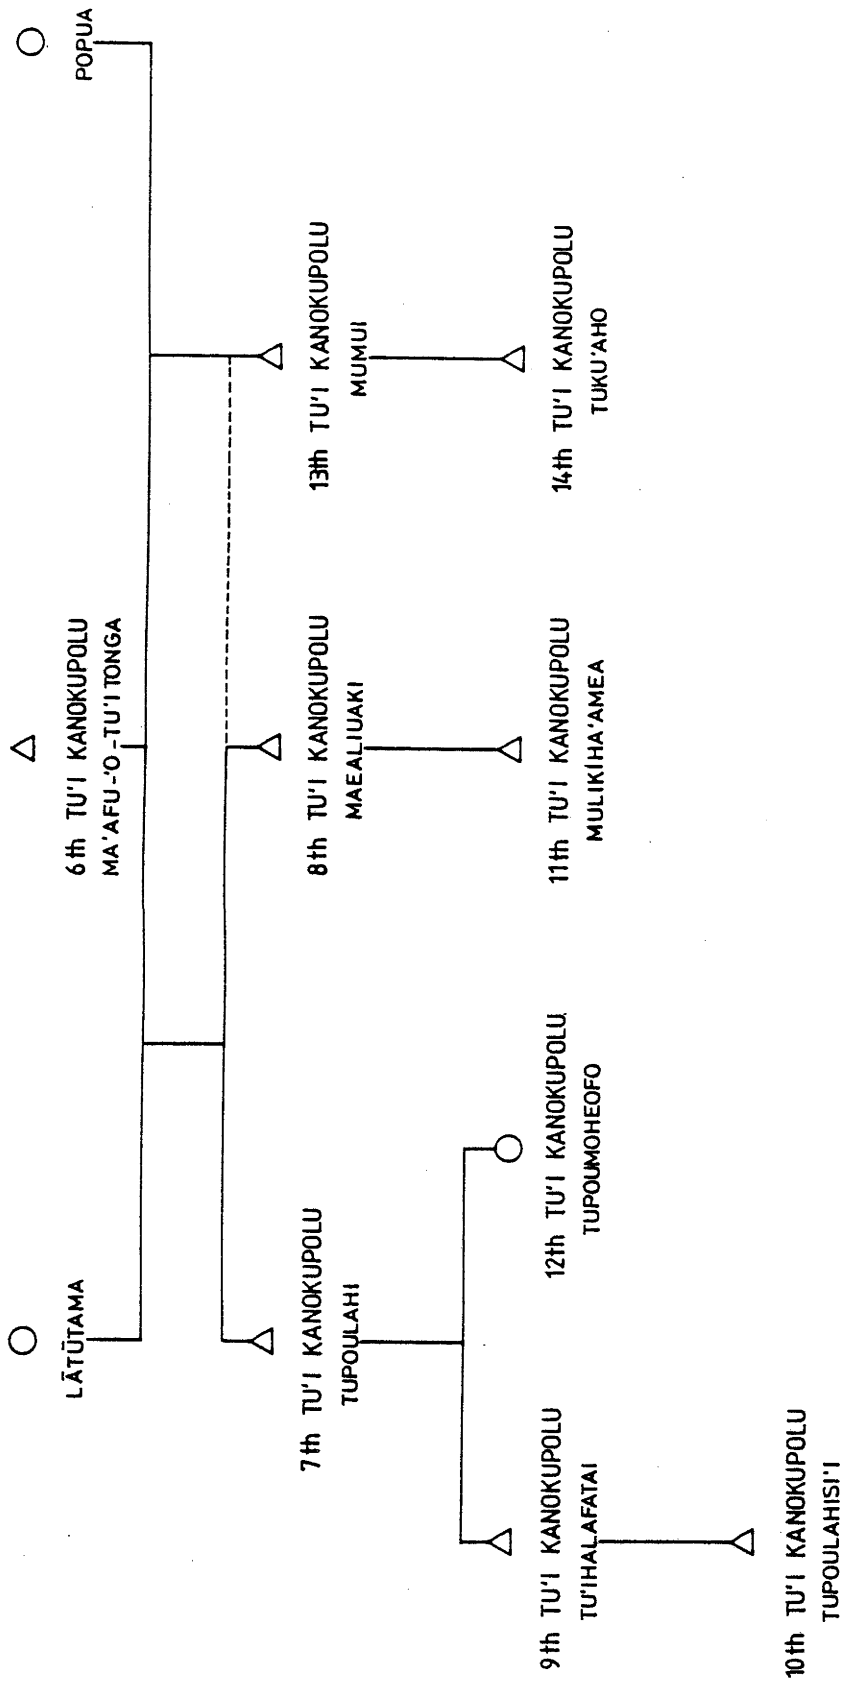 LĀTŪTAMA
6th TU'I KANOKUPOLU
MA'AFU-'O-TU'I TONGA
POPUA
7th TU'I KANOKUPOLU
TUPOULAHI
8th TU'I KANOKUPOLU
MAEALIUAKI
13th TU'I KANOKUPOLU
MUMUI
9th TU'I KANOKUPOLU
TU'IHALAFATAI
12th TU'I KANOKUPOLU
TUPOUMOHEOFO
11th TU'I KANOKUPOLU
MULIKIHA'AMEA
14th TU'I KANOKUPOLU
TUKU'AHO
10th TU'I KANOKUPOLU
TUPOULAHISI'I